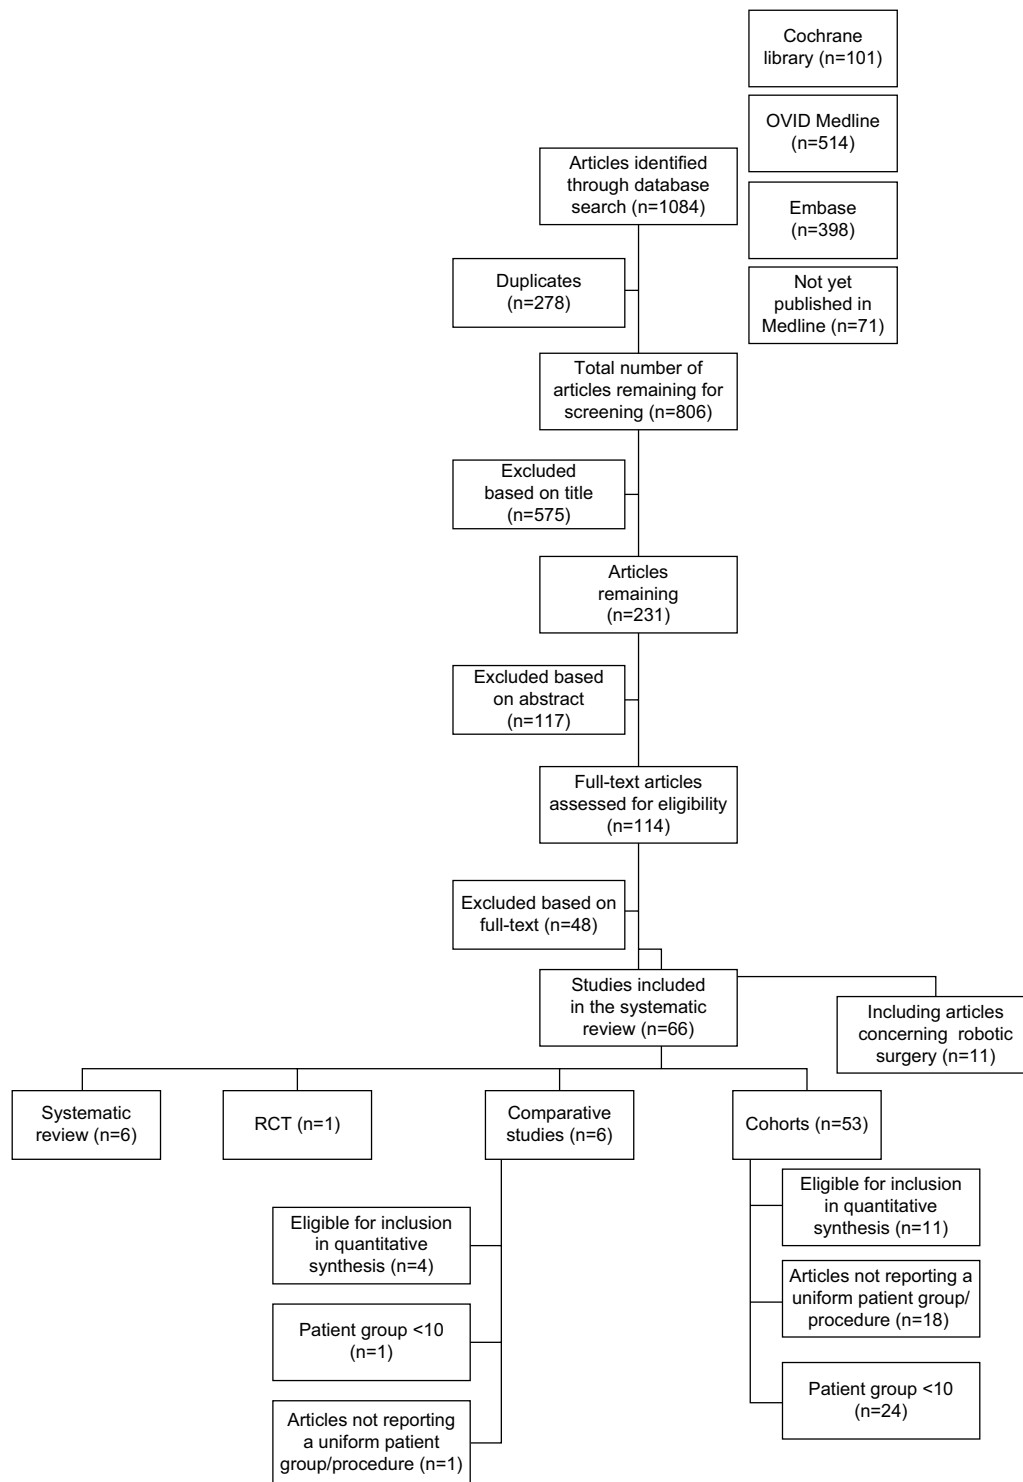 Cochrane
library (n=101)
OVID Medline
(n=514)
Articles identified
through database
search (n=1084)
Embase
(n=398)
Duplicates
(n=278)
Not yet
published in
Medline (n=71)
Total number of
articles remaining for
screening (n=806)
Excluded
based on title
(n=575)
Articles
remaining
(n=231)
Excluded based
on abstract
(n=117)
Full-text articles
assessed for eligibility
(n=114)
Excluded based on
full-text (n=48)
Studies included
in the systematic
review (n=66)
Including articles
concerning robotic
surgery (n=11)
Systematic
review (n=6)
RCT (n=1)
Comparative
studies (n=6)
Cohorts (n=53)
Eligible for inclusion
in quantitative
synthesis (n=4)
Patient group <10
(n=1)
Articles not reporting
a uniform patient
group/procedure (n=1)
Eligible for inclusion
in quantitative
synthesis (n=11)
Articles not reporting a
uniform patient group/
procedure (n=18)
Patient group <10
(n=24)